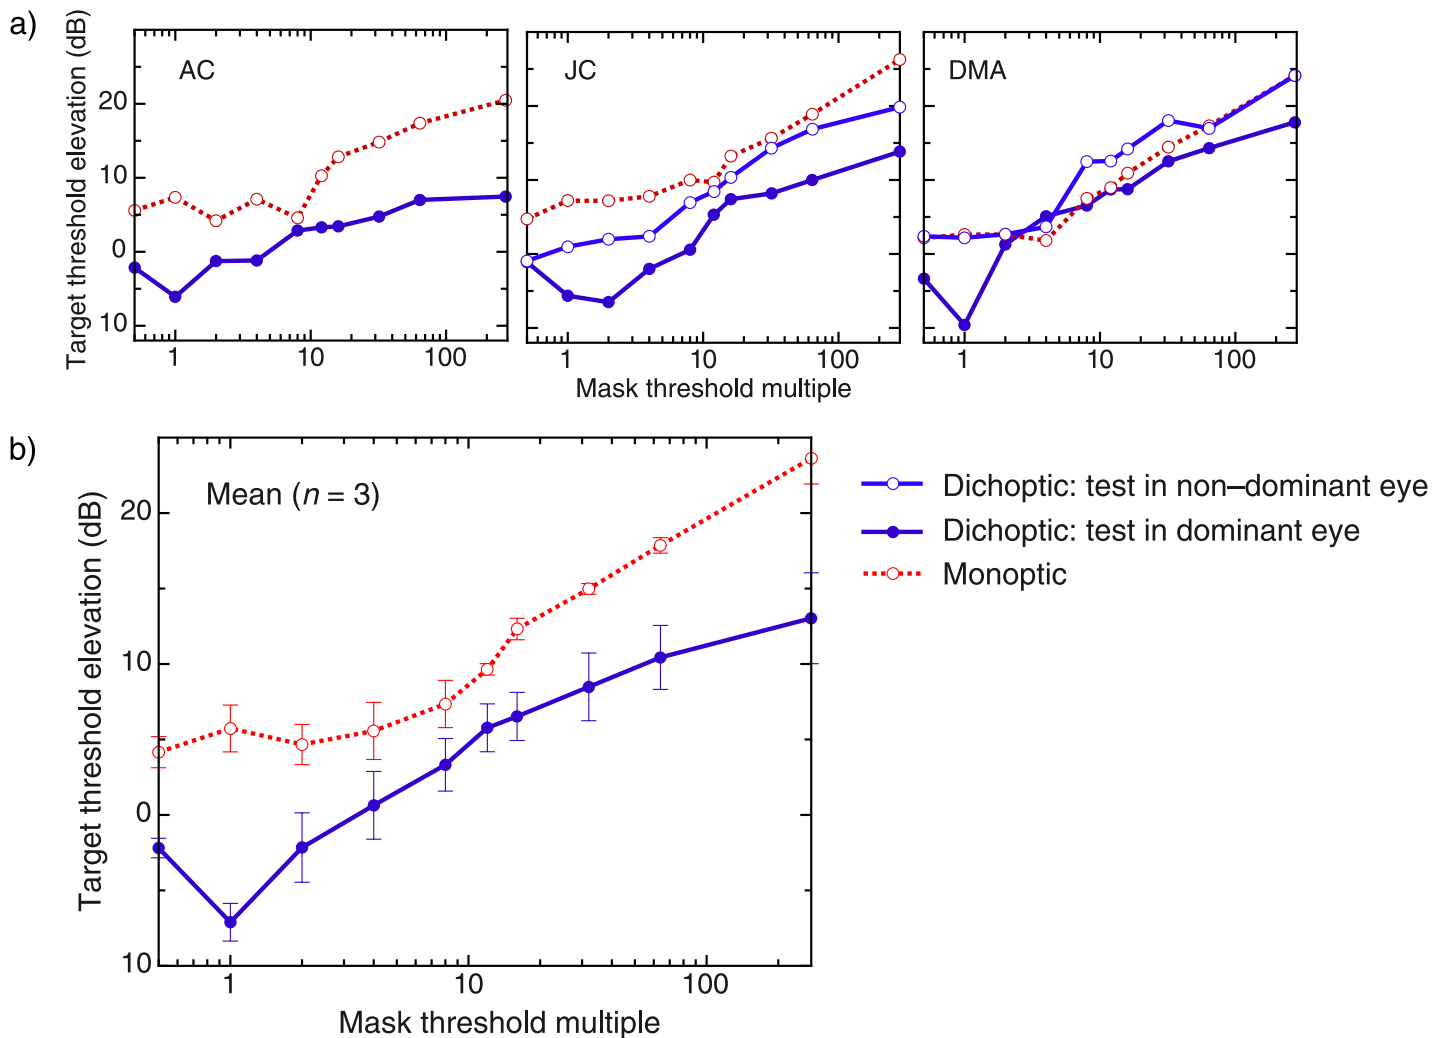 a)
Target threshold elevation (dB)
20
10
0
10
AC
JC
DMA
1 10 100
1 10 100
1 10 100
Mask threshold multiple
b)
Target threshold elevation (dB)
20
10
0
10
Mean (n = 3)
1 10 100
Mask threshold multiple
Dichoptic: test in non–dominant eye
Dichoptic: test in dominant eye
Monoptic